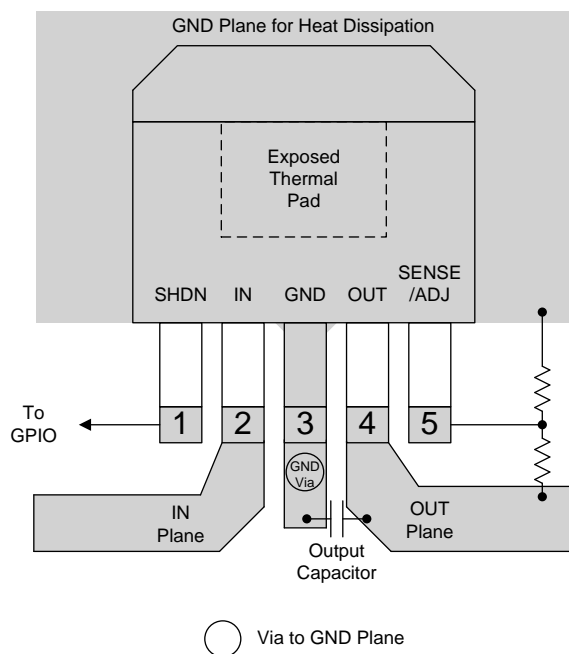 GND Plane for Heat Dissipation
Exposed
Thermal
Pad
SENSE
/ADJ
SHDN
IN
GND
OUT
To
GPIO
1
2
3
4
5
GND
Via
IN
Plane
OUT
Plane
Output
Capacitor
Via to GND Plane